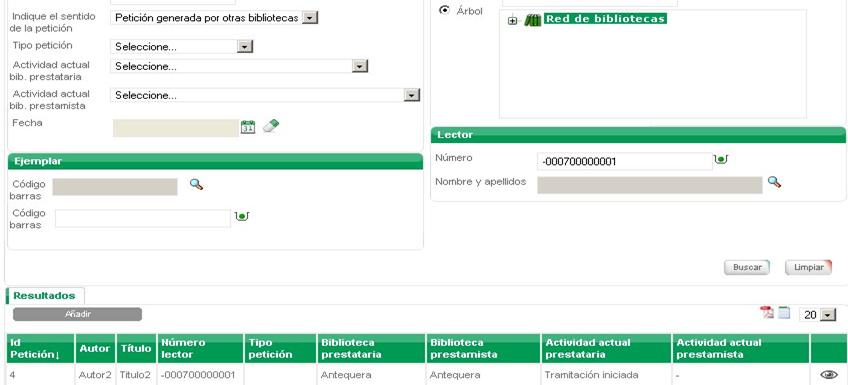 Indique el sentido de la petición
Petición generada por otras bibliotecas
Tipo petición
Seleccione...
Actividad actual bib. prestataria
Seleccione...
Actividad actual bib. prestamista
Seleccione...
Fecha
31
Árbol
Red de bibliotecas
Ejemplar
Código barras
Código barras
Lector
Número
-000700000001
Nombre y apellidos
Buscar
Limpiar
Resultados
Añadir
20
Id Petición↓ Autor Título Número lector Tipo petición Biblioteca prestataria Biblioteca prestamista Actividad actual prestataria Actividad actual prestamista
4 Autor2 Titulo2 -000700000001 Antequera Antequera Tramitación iniciada -